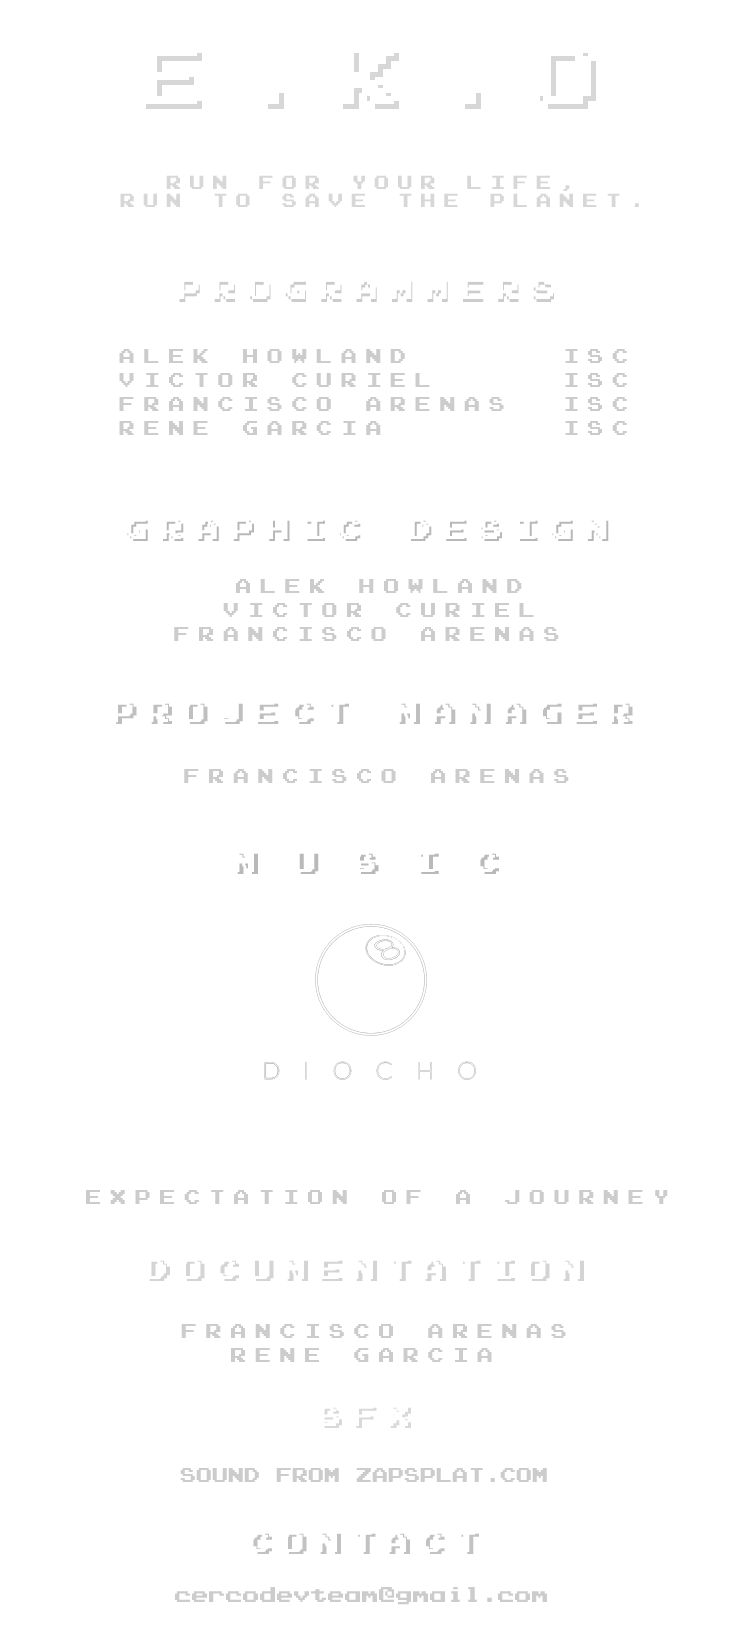 E.K.O
RUN FOR YOUR LIFE,
RUN TO SAVE THE PLANET.
PROGRAMMERS
ALEK HOWLAND ISC
VICTOR CURIEL ISC
FRANCISCO ARENAS ISC
RENE GARCIA ISC
GRAPHIC DESIGN
ALEK HOWLAND
VICTOR CURIEL
FRANCISCO ARENAS
PROJECT MANAGER
FRANCISCO ARENAS
MUSIC
8
DIOCHO
EXPECTATION OF A JOURNEY
DOCUMENTATION
FRANCISCO ARENAS
RENE GARCIA
SFX
SOUND FROM ZAPSPLAT.COM
CONTACT
cercodevteam@gmail.com